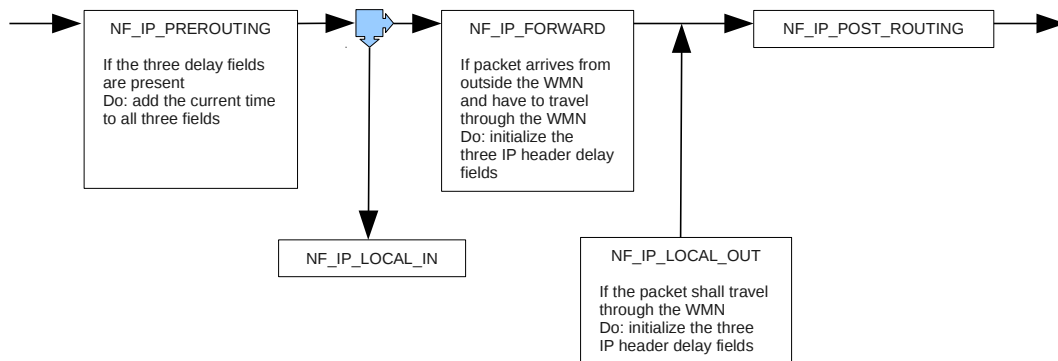 NF_IP_PREROUTING
If the three delay fields
are present
Do: add the current time
to all three fields
NF_IP_FORWARD
If packet arrives from
outside the WMN
and have to travel
through the WMN
Do: initialize the
three IP header delay
fields
NF_IP_POST_ROUTING
NF_IP_LOCAL_IN
NF_IP_LOCAL_OUT
If the packet shall travel
through the WMN
Do: initialize the three
IP header delay fields